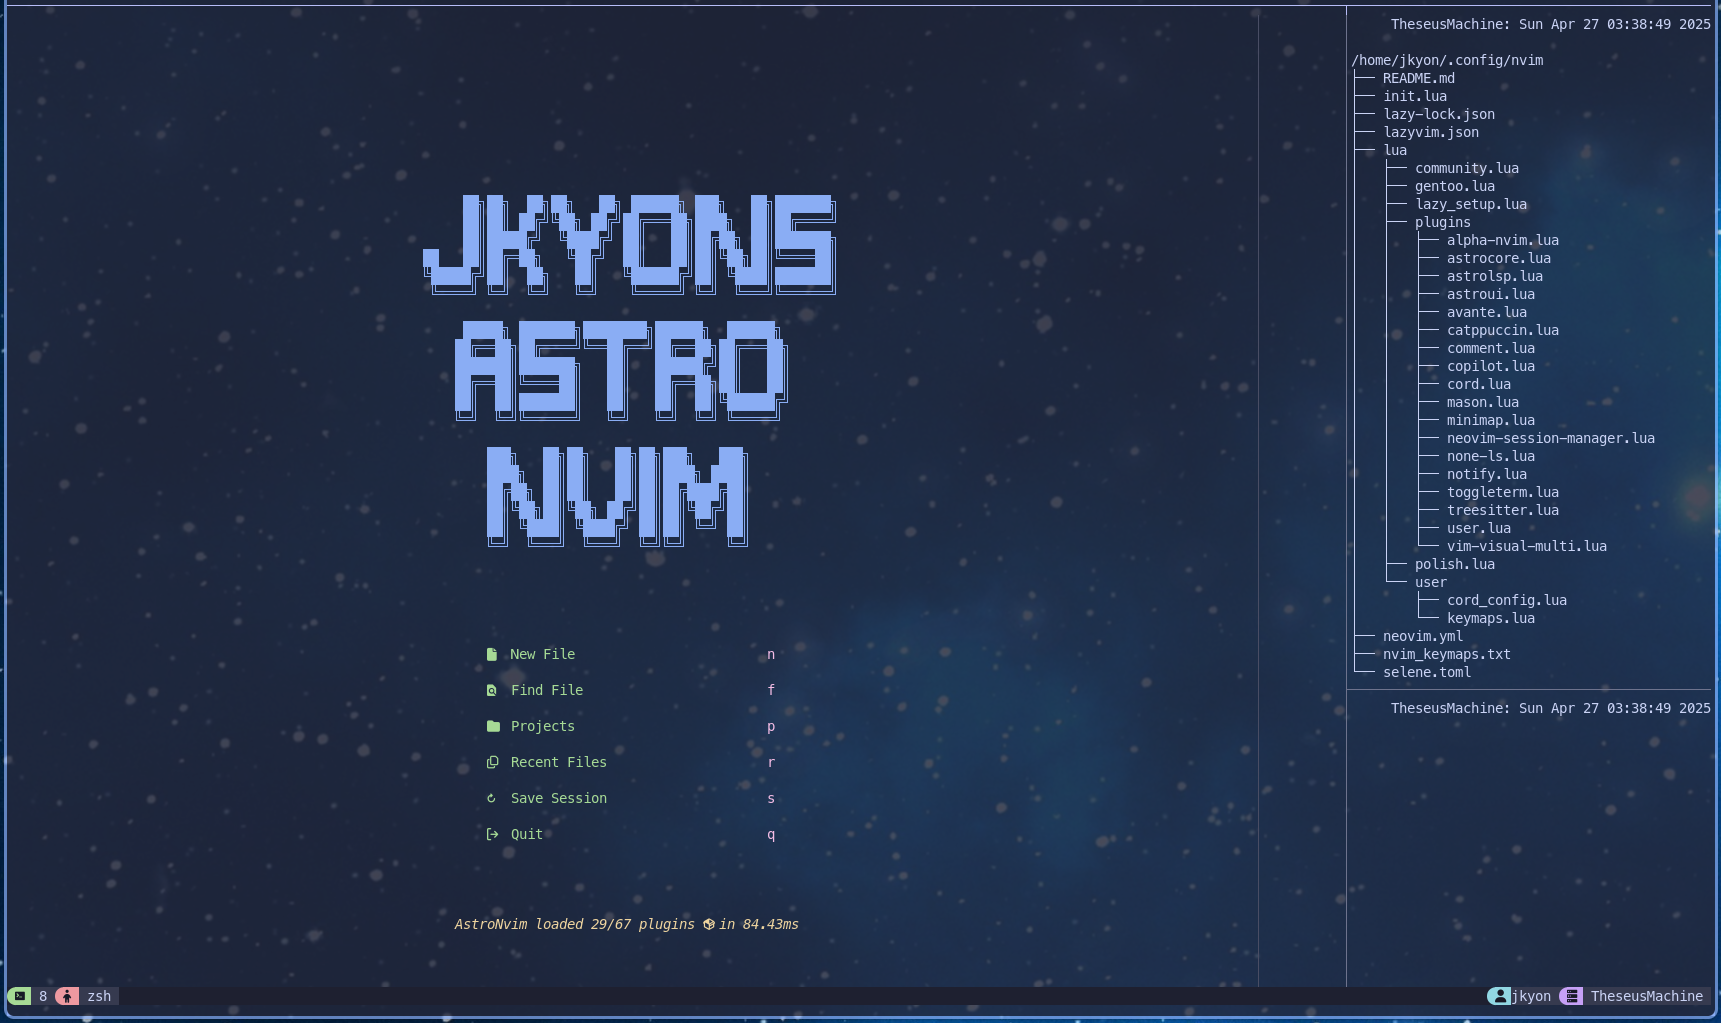 JKYONS
ASTRO
NVIM
New File n
Find File f
Projects p
Recent Files r
Save Session s
Quit q
AstroNvim loaded 29/67 plugins in 84.43ms
TheseusMachine: Sun Apr 27 03:38:49 2025
/home/jkyon/.config/nvim
README.md
init.lua
lazy-lock.json
lazyvim.json
lua
community.lua
gentoo.lua
lazy_setup.lua
plugins
alpha-nvim.lua
astrocore.lua
astrolsp.lua
astroui.lua
avante.lua
catppuccin.lua
comment.lua
copilot.lua
cord.lua
mason.lua
minimap.lua
neovim-session-manager.lua
none-ls.lua
notify.lua
toggleterm.lua
treesitter.lua
user.lua
vim-visual-multi.lua
polish.lua
user
cord_config.lua
keymaps.lua
neovim.yml
nvim_keymaps.txt
selene.toml
TheseusMachine: Sun Apr 27 03:38:49 2025
8 zsh
jkyon TheseusMachine